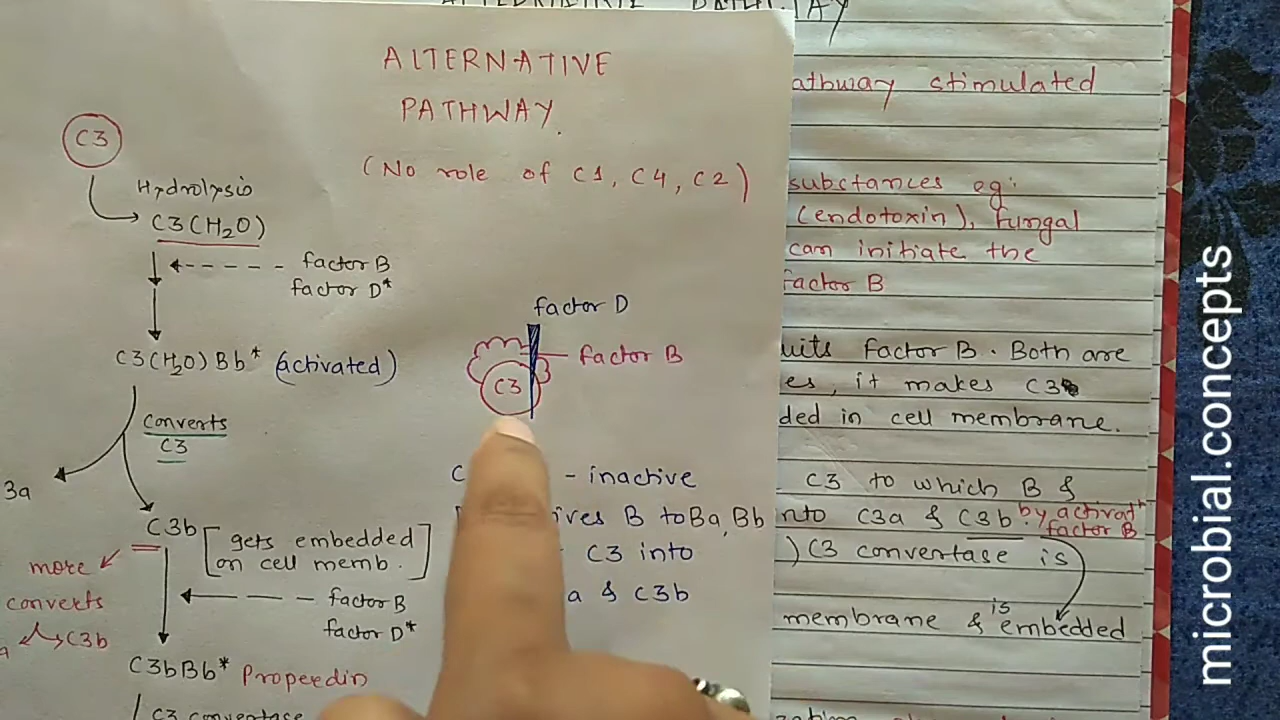 ALTERNATIVE
PATHWAY.
(No role of C1, C4, C2)
C3
Hydrolysis
C3(H2O)
factor B
factor D*
C3(H2O)Bb* (activated)
Converts
C3
3a
C3b [gets embedded
on cell memb.]
more
converts
C3b
factor B
factor D*
C3bBb* Properdin
C3 convertase
factor D
factor B
C3
- inactive
B to Ba, Bb
C3 into
a & C3b
PATHWAY
athway stimulated
substances eg:
(endotoxin), fungal
can initiate the
factor B
factor B. Both are
es, it makes C3
ded in cell membrane.
C3 to which B &
nto C3a & C3b by activatn
factor B
) C3 convertase is
is
membrane & embedded
microbial.concepts